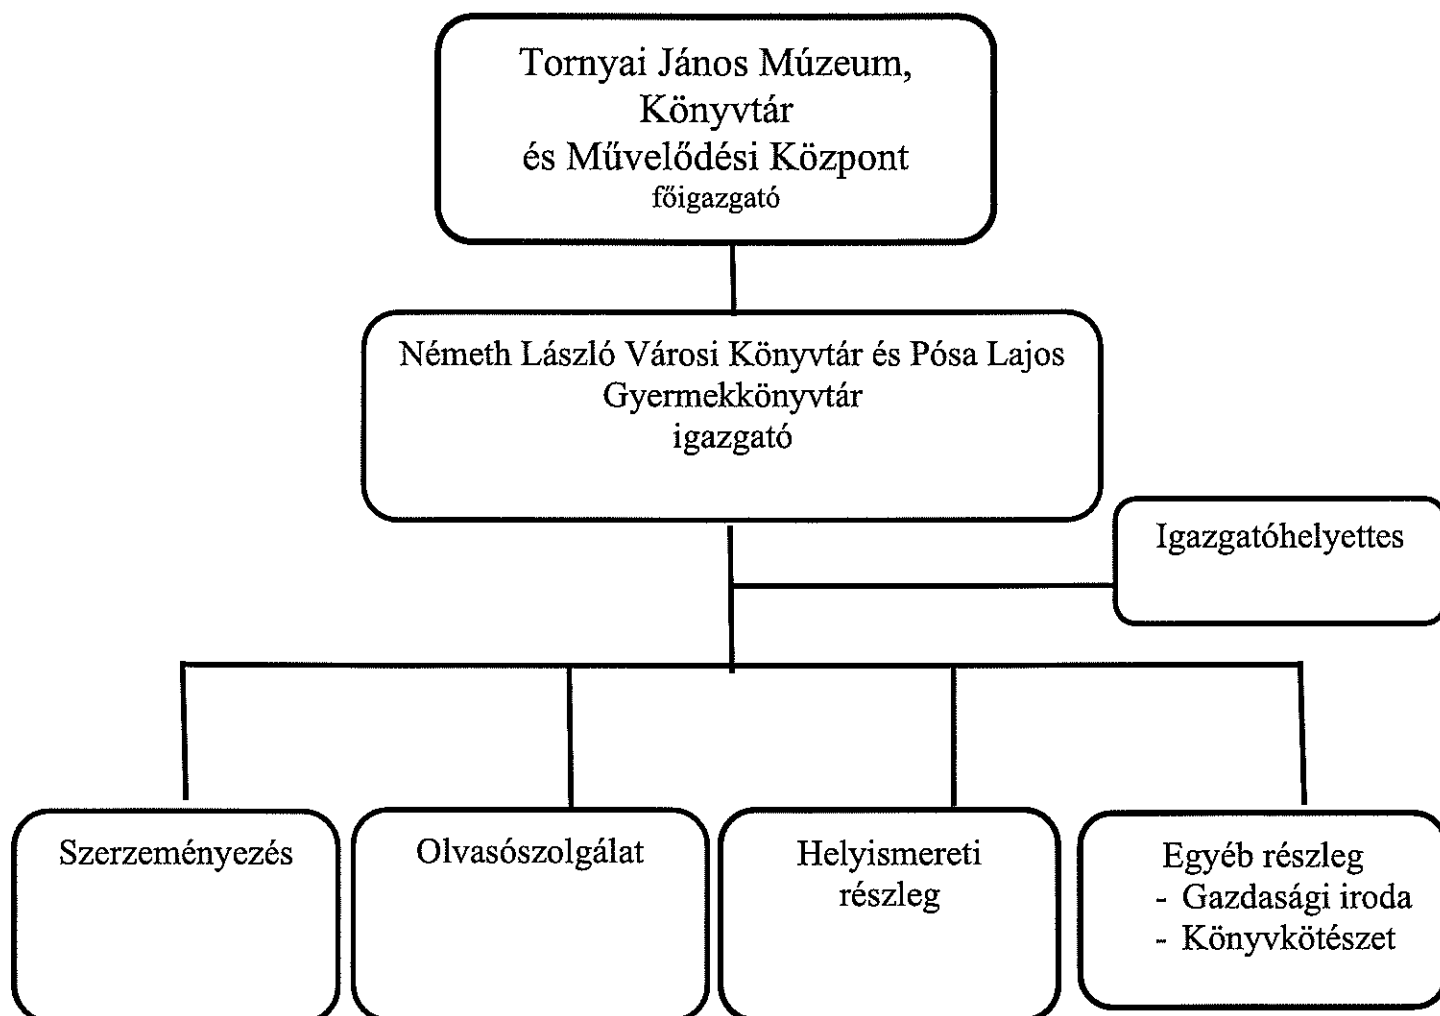 Tornyai János Múzeum,
Könyvtár
és Művelődési Központ
főigazgató
Németh László Városi Könyvtár és Pósa Lajos
Gyermekkönyvtár
igazgató
Igazgatóhelyettes
Szerzeményezés
Olvasószolgálat
Helyismereti
részleg
Egyéb részleg
- Gazdasági iroda
- Könyvkötészet